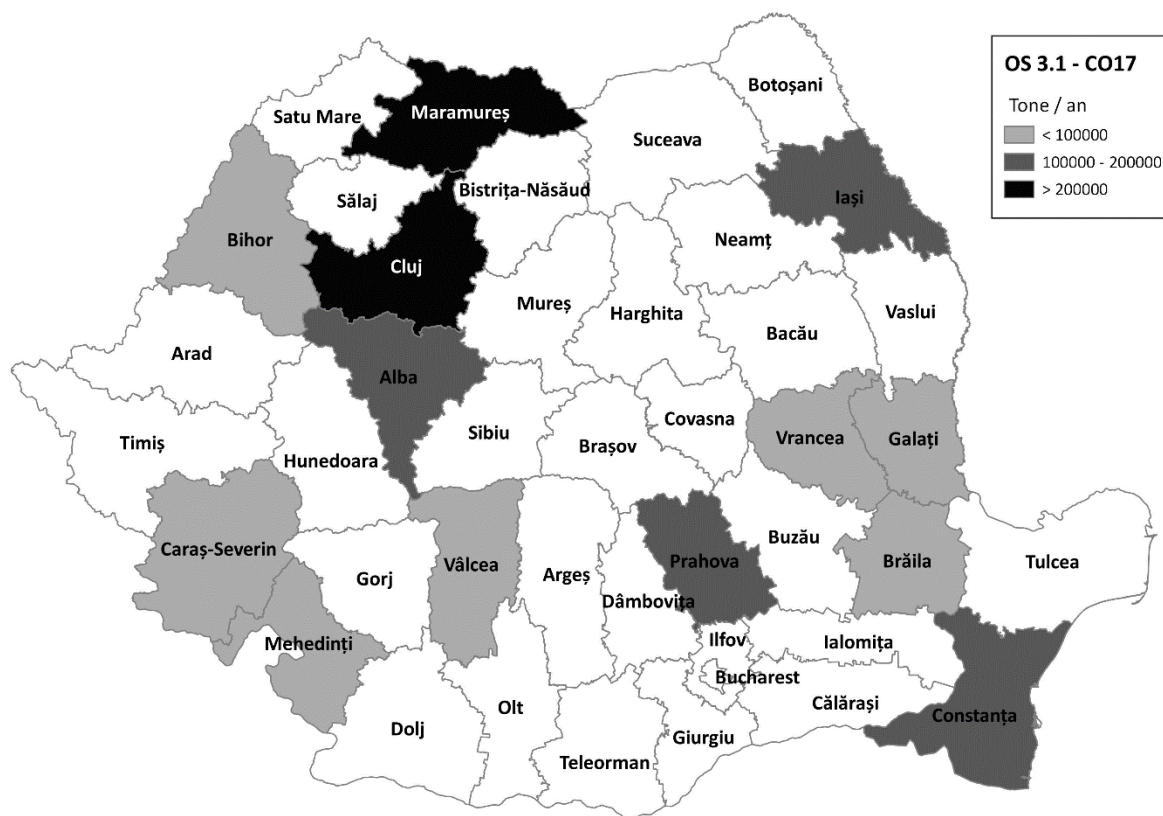 OS 3.1 - CO17
Tone / an
< 100000
100000 - 200000
> 200000
Botoșani
Satu Mare
Maramureș
Suceava
Sălaj
Bistrița-Năsăud
Iași
Bihor
Neamț
Cluj
Mureș
Harghita
Vaslui
Bacău
Arad
Alba
Covasna
Timiș
Sibiu
Brașov
Vrancea
Galați
Hunedoara
Caraș-Severin
Vâlcea
Argeș
Prahova
Buzău
Brăila
Tulcea
Gorj
Dâmbovița
Mehedinți
Ilfov
Ialomița
Bucharest
Olt
Călărași
Constanța
Dolj
Giurgiu
Teleorman